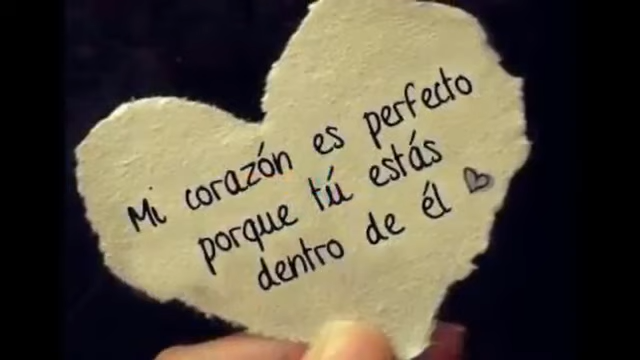 Mi corazón es perfecto
porque tú estás
dentro de él